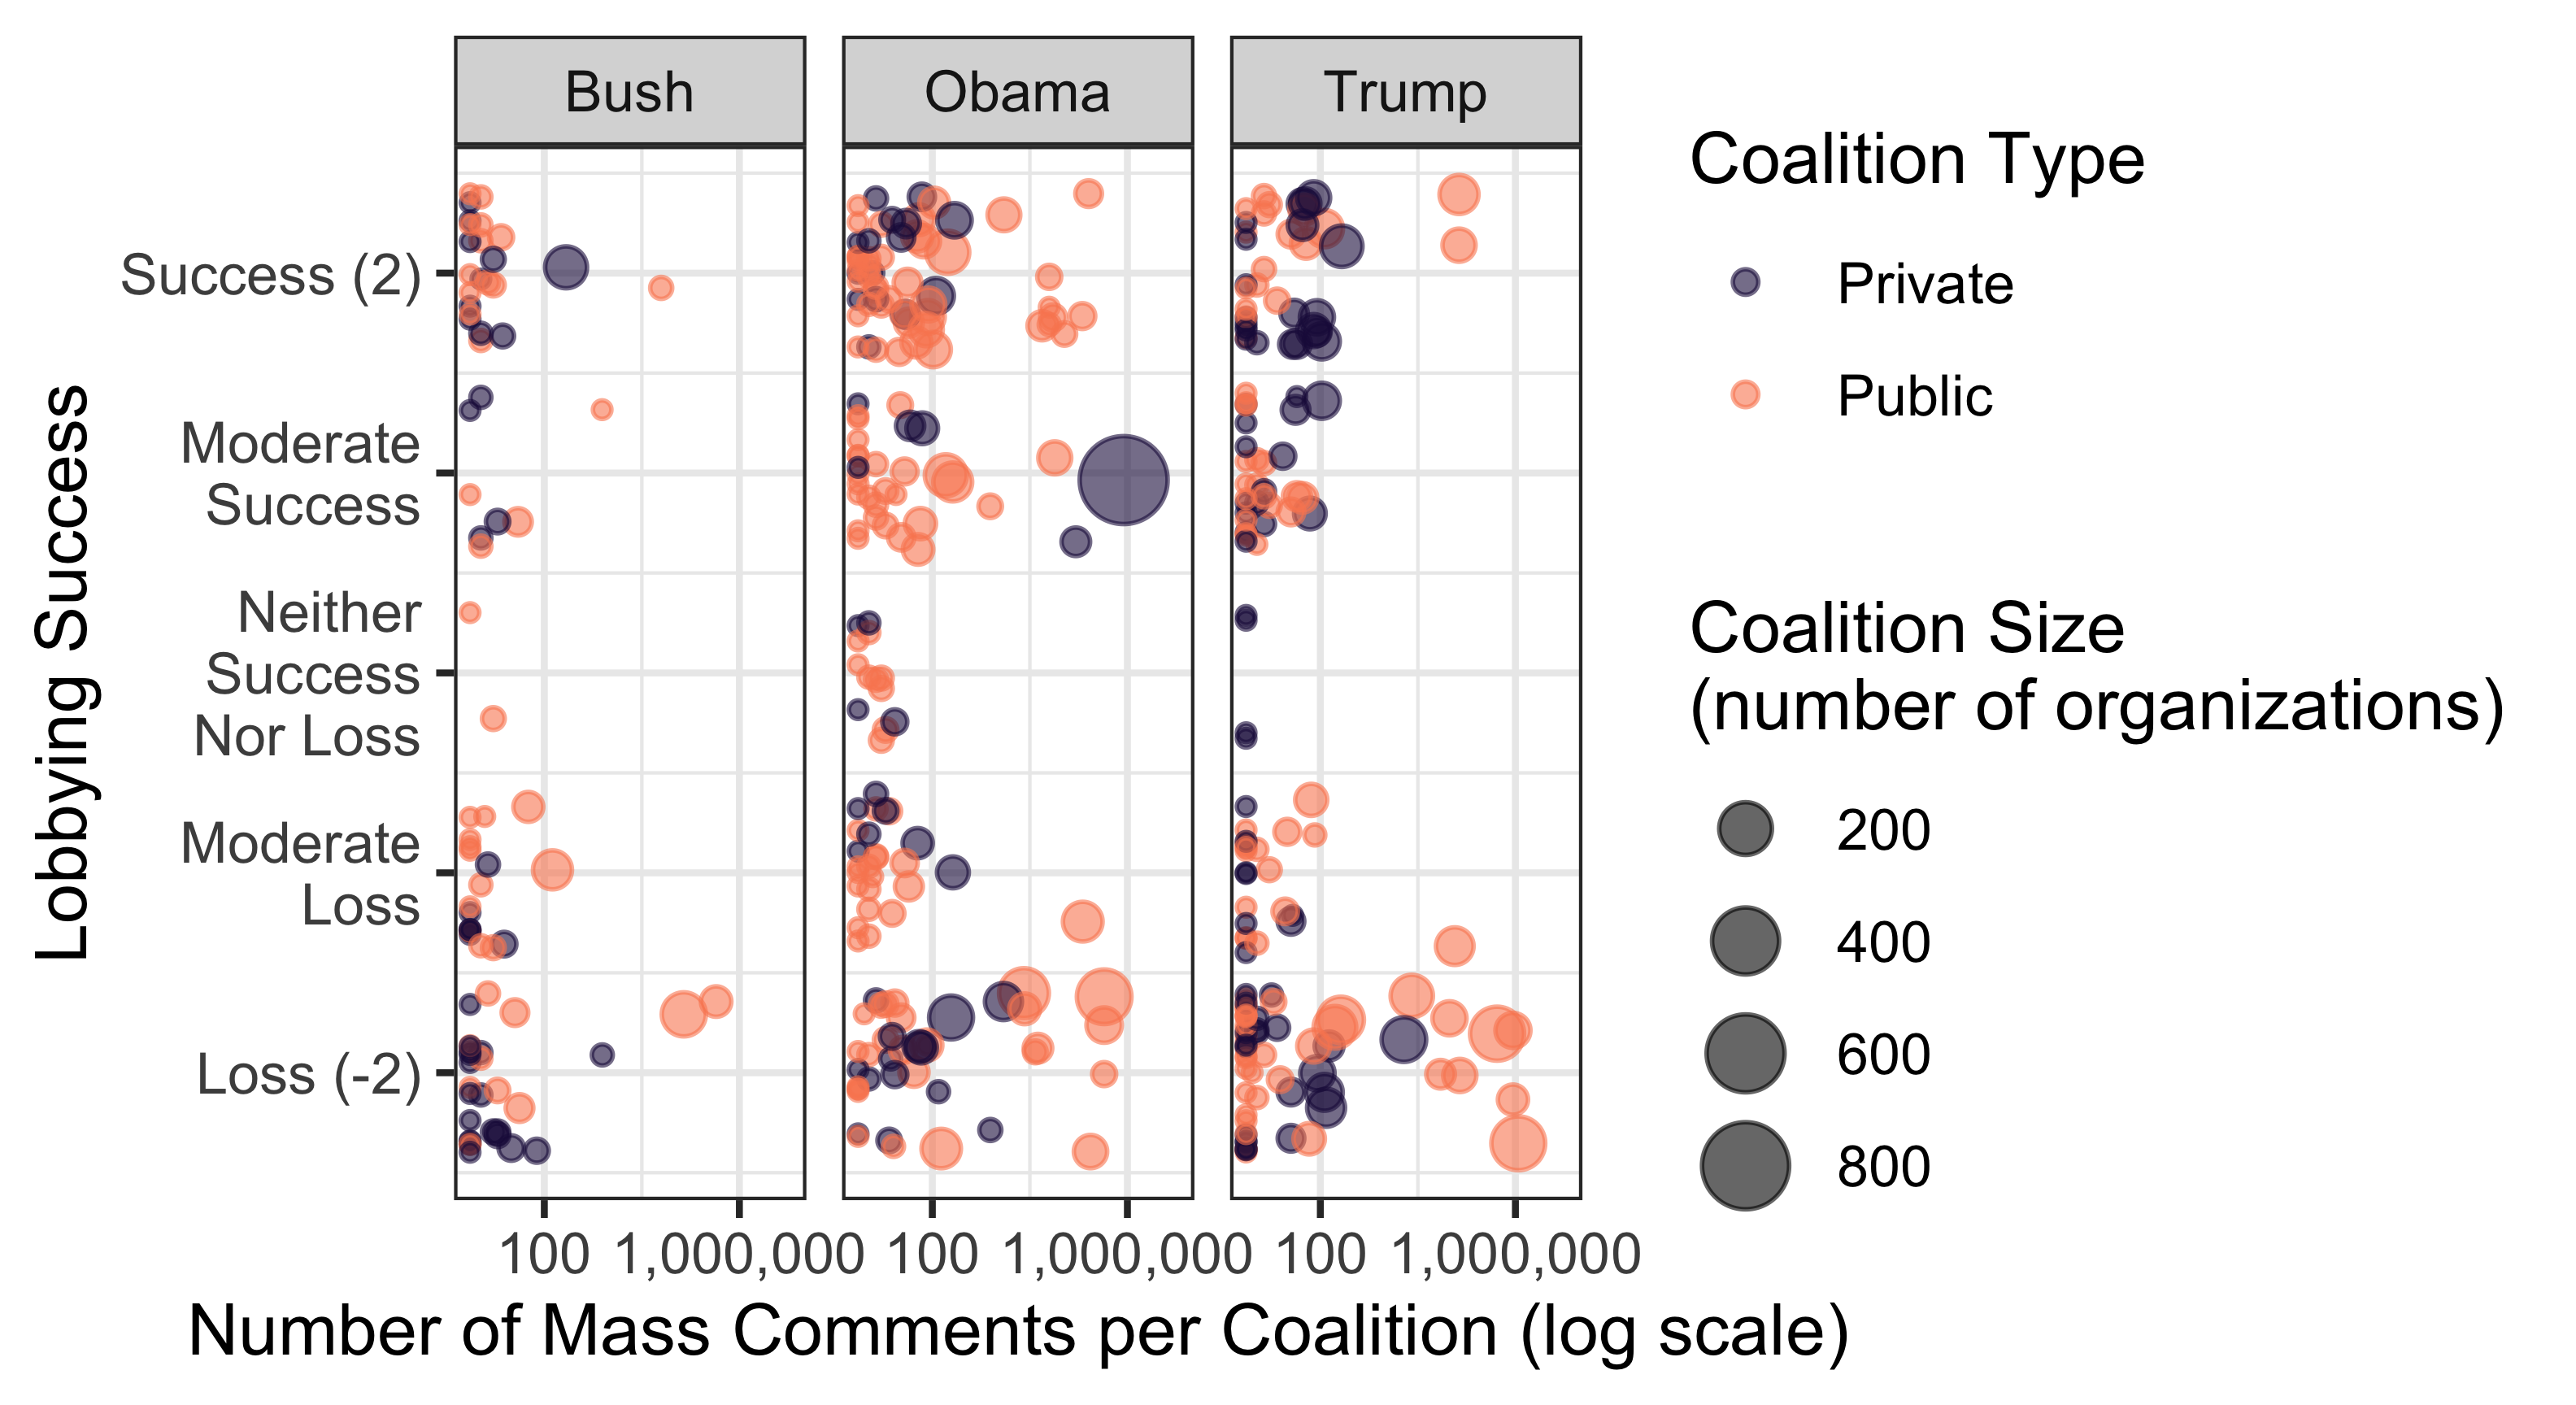 Bush
Obama
Trump
Lobbying Success
Success (2)
Moderate
Success
Neither
Success
Nor Loss
Moderate
Loss
Loss (-2)
100
1,000,000
100
1,000,000
100
1,000,000
Number of Mass Comments per Coalition (log scale)
Coalition Type
Private
Public
Coalition Size
(number of organizations)
200
400
600
800